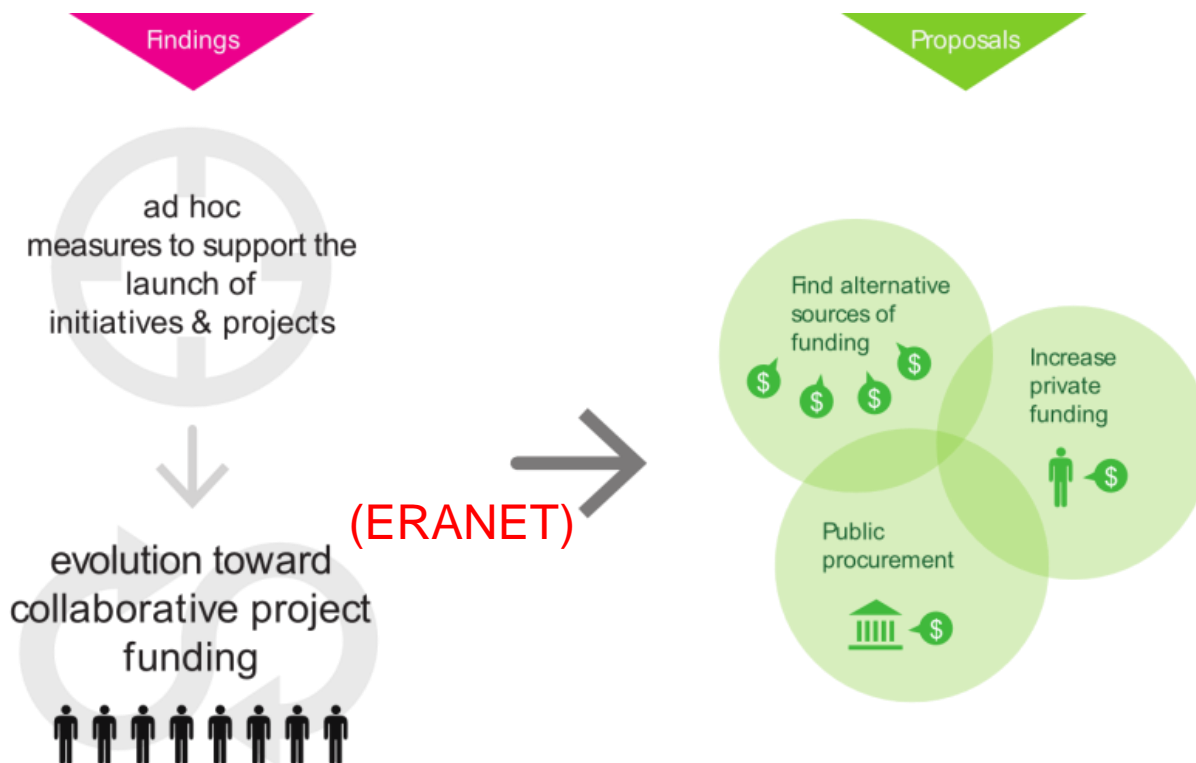 Findings
ad hoc
measures to support the
launch of
initiatives & projects
evolution toward
collaborative project
funding
(ERANET)
Proposals
Find alternative
sources of
funding
$ $ $ $
Increase
private
funding
$
Public
procurement
$